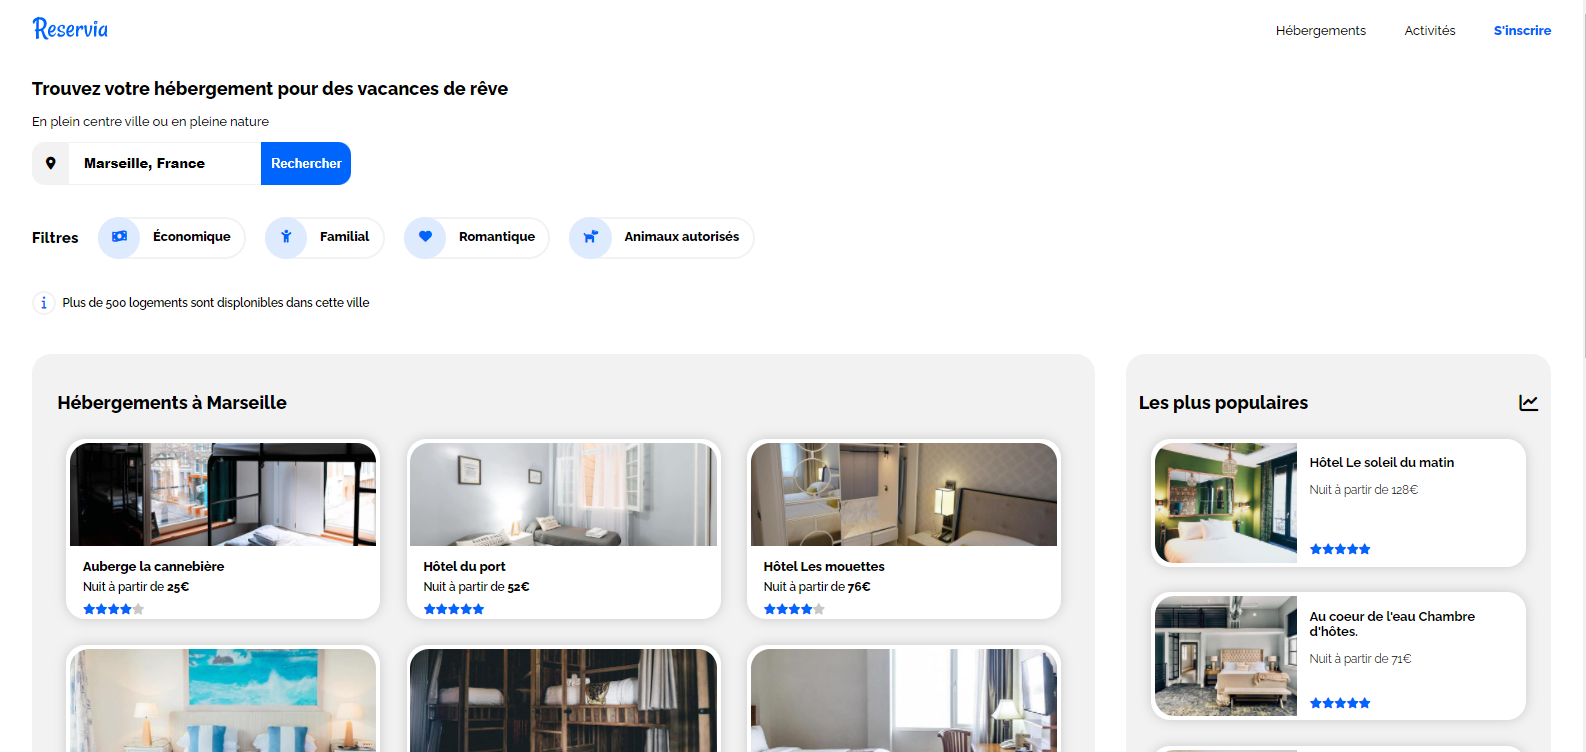 Reservia
Hébergements
Activités
S'inscrire
Trouvez votre hébergement pour des vacances de rêve
En plein centre ville ou en pleine nature
Marseille, France
Rechercher
Filtres
Économique
Familial
Romantique
Animaux autorisés
Plus de 500 logements sont displonibles dans cette ville
Hébergements à Marseille
Auberge la cannebière
Nuit à partir de 25€
Hôtel du port
Nuit à partir de 52€
Hôtel Les mouettes
Nuit à partir de 76€
Les plus populaires
Hôtel Le soleil du matin
Nuit à partir de 128€
Au coeur de l'eau Chambre
d'hôtes.
Nuit à partir de 71€